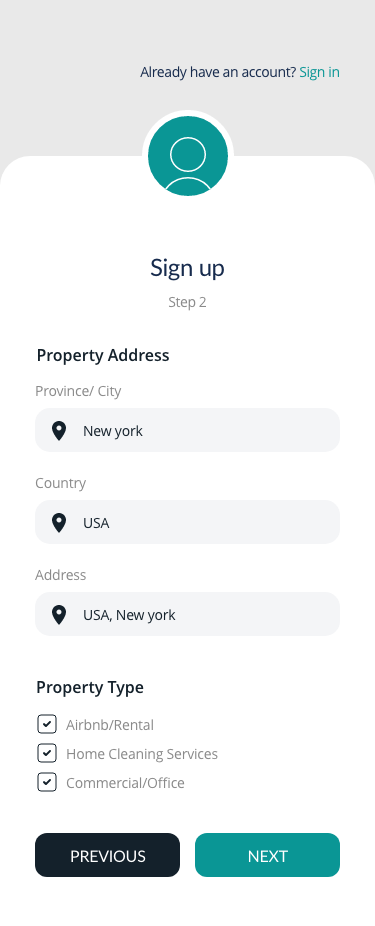 Already have an account? Sign in
Sign up
Step 2
Property Address
Province/ City
New york
Country
USA
Address
USA, New york
Property Type
Airbnb/Rental
Home Cleaning Services
Commercial/Office
PREVIOUS
NEXT